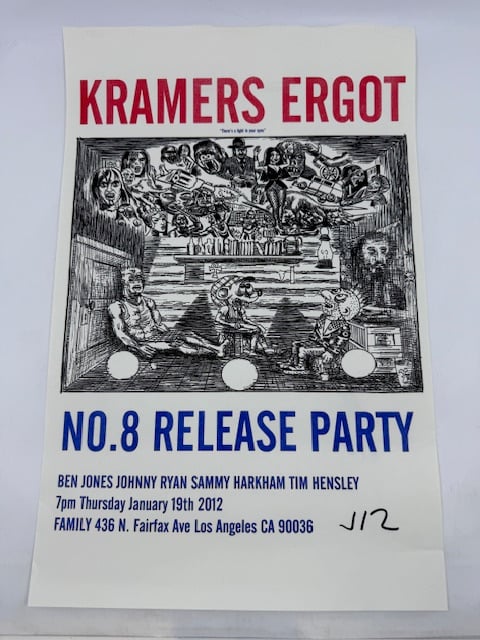 KRAMERS ERGOT
"There's a light in your eyes"
NO.8 RELEASE PARTY
BEN JONES JOHNNY RYAN SAMMY HARKHAM TIM HENSLEY
7pm Thursday January 19th 2012
FAMILY 436 N. Fairfax Ave Los Angeles CA 90036